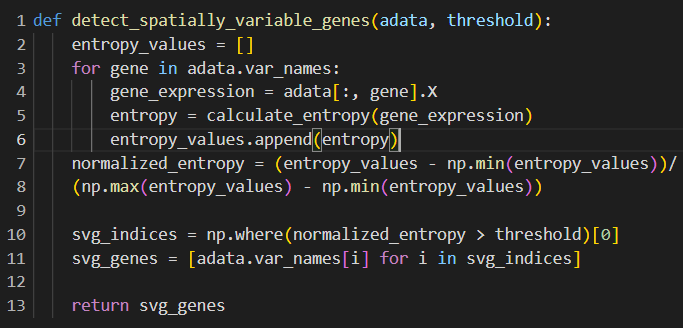 1 def detect_spatially_variable_genes(adata, threshold):
2     entropy_values = []
3     for gene in adata.var_names:
4         gene_expression = adata[:, gene].X
5         entropy = calculate_entropy(gene_expression)
6         entropy_values.append(entropy)
7     normalized_entropy = (entropy_values - np.min(entropy_values))/
8     (np.max(entropy_values) - np.min(entropy_values))
9
10     svg_indices = np.where(normalized_entropy > threshold)[0]
11     svg_genes = [adata.var_names[i] for i in svg_indices]
12
13     return svg_genes